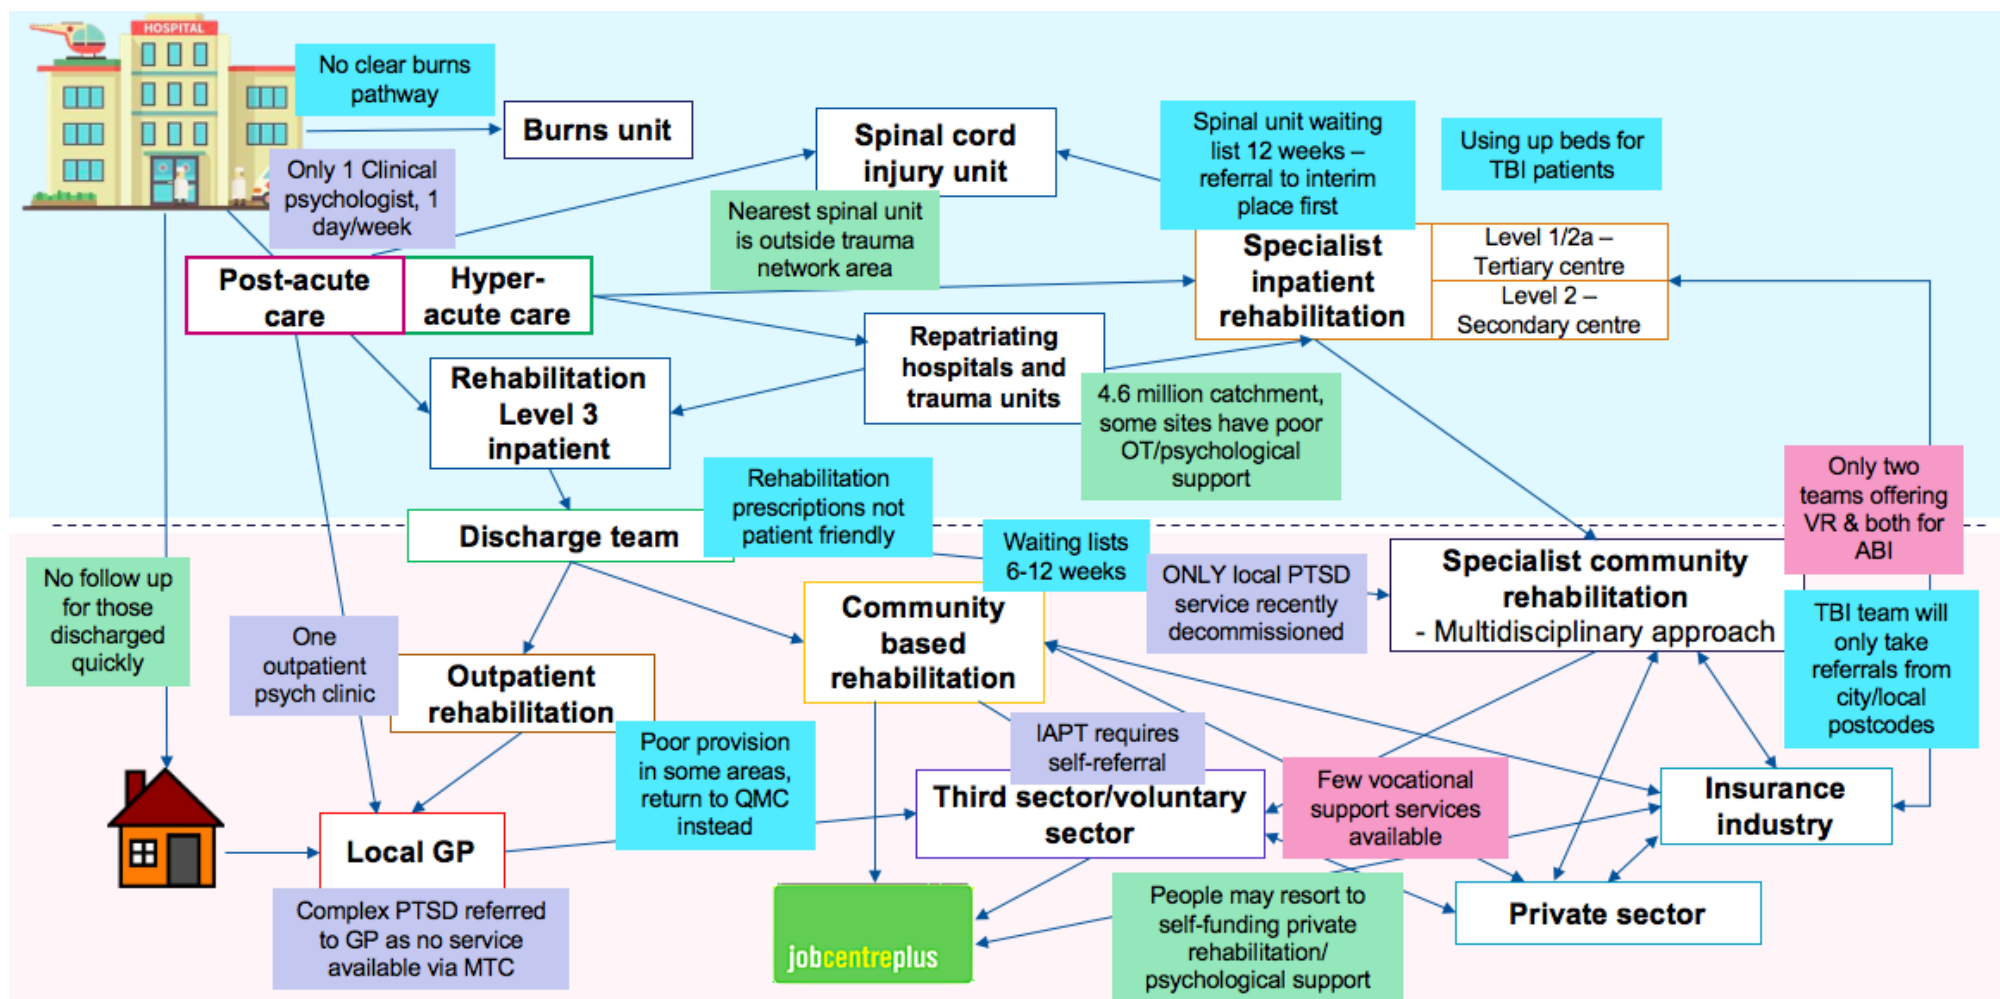 HOSPITAL
No clear burns
pathway
Burns unit
Only 1 Clinical
psychologist, 1
day/week
Spinal cord
injury unit
Spinal unit waiting
list 12 weeks –
referral to interim
place first
Using up beds for
TBI patients
Nearest spinal unit
is outside trauma
network area
Post-acute
care
Hyper-
acute care
Specialist
inpatient
rehabilitation
Level 1/2a –
Tertiary centre
Level 2 –
Secondary centre
Repatriating
hospitals and
trauma units
Rehabilitation
Level 3
inpatient
4.6 million catchment,
some sites have poor
OT/psychological
support
Only two
teams offering
VR & both for
ABI
Rehabilitation
prescriptions not
patient friendly
Discharge team
Waiting lists
6-12 weeks
ONLY local PTSD
service recently
decommissioned
Specialist community
rehabilitation
- Multidisciplinary approach
No follow up
for those
discharged
quickly
One
outpatient
psych clinic
Outpatient
rehabilitation
Community
based
rehabilitation
TBI team will
only take
referrals from
city/local
postcodes
Poor provision
in some areas,
return to QMC
instead
IAPT requires
self-referral
Third sector/voluntary
sector
Few vocational
support services
available
Insurance
industry
Local GP
Complex PTSD referred
to GP as no service
available via MTC
jobcentreplus
People may resort to
self-funding private
rehabilitation/
psychological support
Private sector